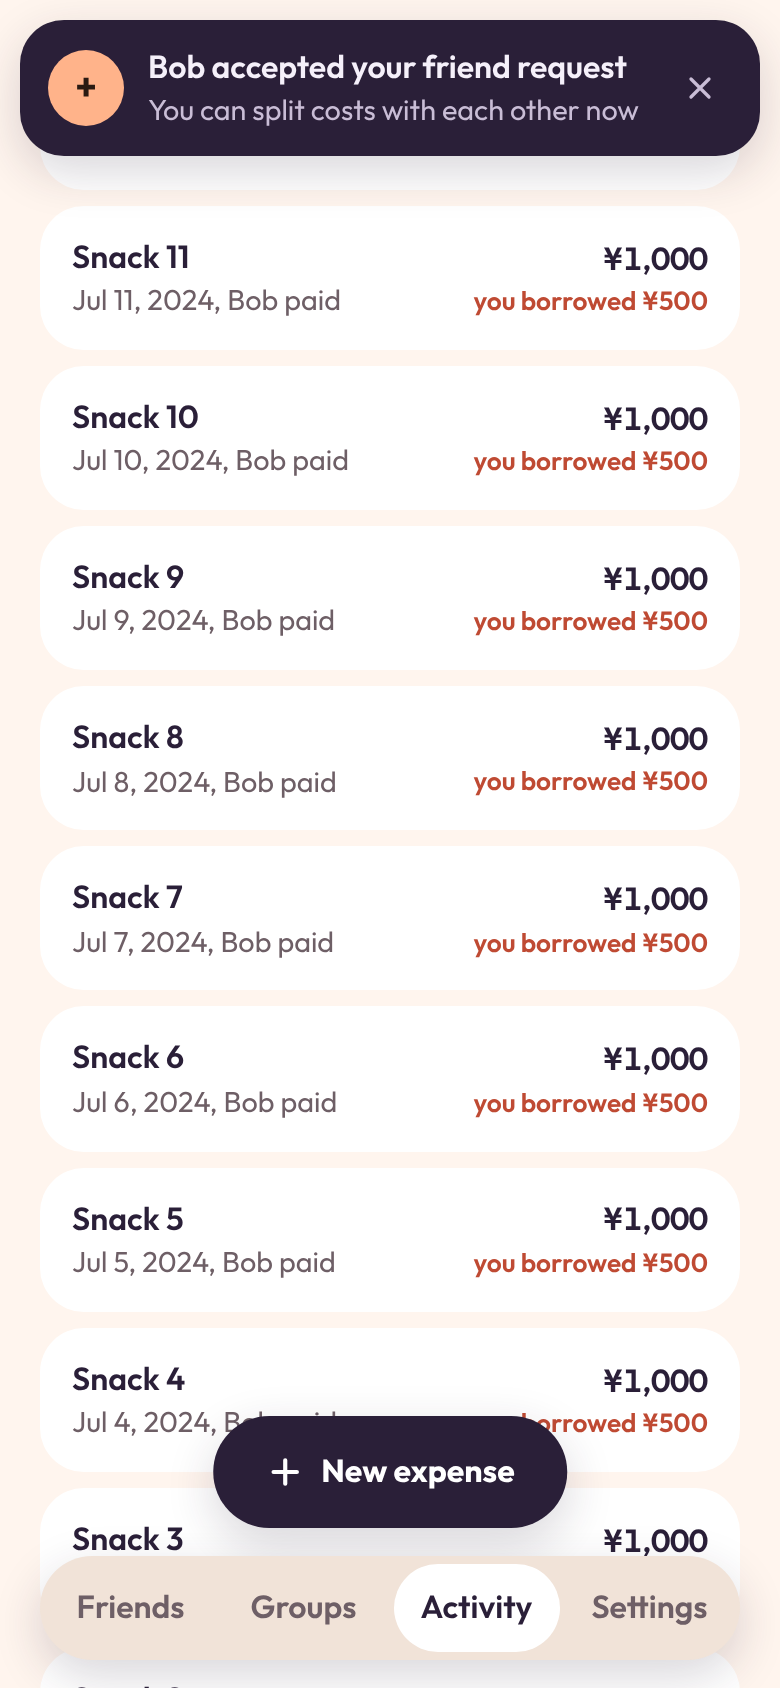 Bob accepted your friend request
You can split costs with each other now
Snack 11
¥1,000
Jul 11, 2024, Bob paid
you borrowed ¥500
Snack 10
¥1,000
Jul 10, 2024, Bob paid
you borrowed ¥500
Snack 9
¥1,000
Jul 9, 2024, Bob paid
you borrowed ¥500
Snack 8
¥1,000
Jul 8, 2024, Bob paid
you borrowed ¥500
Snack 7
¥1,000
Jul 7, 2024, Bob paid
you borrowed ¥500
Snack 6
¥1,000
Jul 6, 2024, Bob paid
you borrowed ¥500
Snack 5
¥1,000
Jul 5, 2024, Bob paid
you borrowed ¥500
Snack 4
¥1,000
Jul 4, 2024,
borrowed ¥500
New expense
Snack 3
¥1,000
Friends
Groups
Activity
Settings